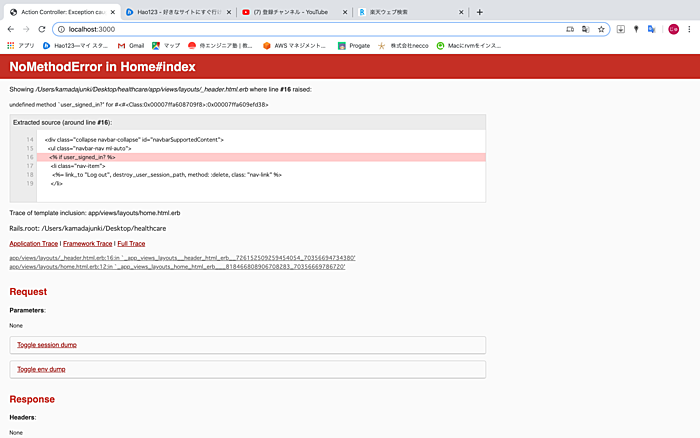 Action Controller: Exception cau
Hao123 - 好きなサイトにすぐ行け
(7) 登録チャンネル - YouTube
楽天ウェブ検索
localhost:3000
アプリ
Hao123—マイ スタ...
Gmail
マップ
侍エンジニア塾 | 教...
AWS マネジメント...
Progate
株式会社necco
Macにrvmをインス...
NoMethodError in Home#index
Showing /Users/kamadajunki/Desktop/healthcare/app/views/layouts/_header.html.erb where line #16 raised:
undefined method `user_signed_in?' for #<#<Class:0x00007ffa608709f8>:0x00007ffa609efd38>
Extracted source (around line #16):
14 <div class="collapse navbar-collapse" id="navbarSupportedContent">
15 <ul class="navbar-nav ml-auto">
16 <% if user_signed_in? %>
17 <li class="nav-item">
18 <%= link_to "Log out", destroy_user_session_path, method: :delete, class: "nav-link" %>
19 </li>
Trace of template inclusion: app/views/layouts/home.html.erb
Rails.root: /Users/kamadajunki/Desktop/healthcare
Application Trace | Framework Trace | Full Trace
app/views/layouts/_header.html.erb:16:in `_app_views_layouts__header_html_erb__726152509259454054_70356694734380'
app/views/layouts/home.html.erb:12:in `_app_views_layouts_home_html_erb___818466808906708283_70356669786720'
Request
Parameters:
None
Toggle session dump
Toggle env dump
Response
Headers:
None